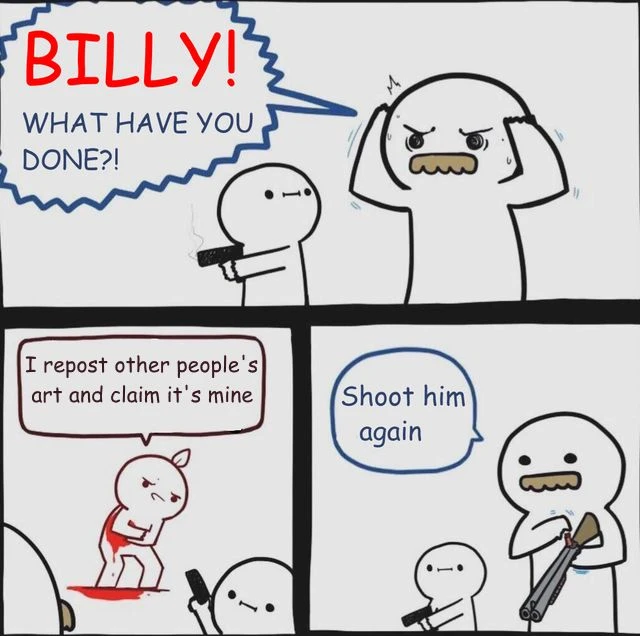 BILLY!
WHAT HAVE YOU
DONE?!
I repost other people's
art and claim it's mine
Shoot him
again